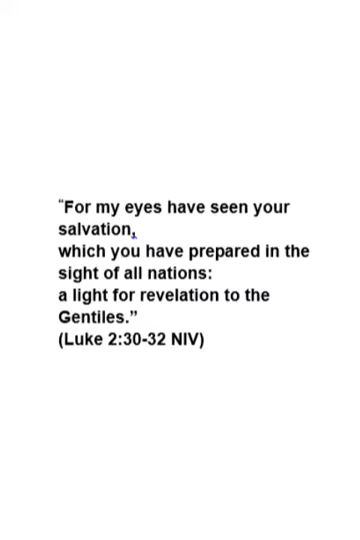 “For my eyes have seen your
salvation,
which you have prepared in the
sight of all nations:
a light for revelation to the
Gentiles.”
(Luke 2:30-32 NIV)